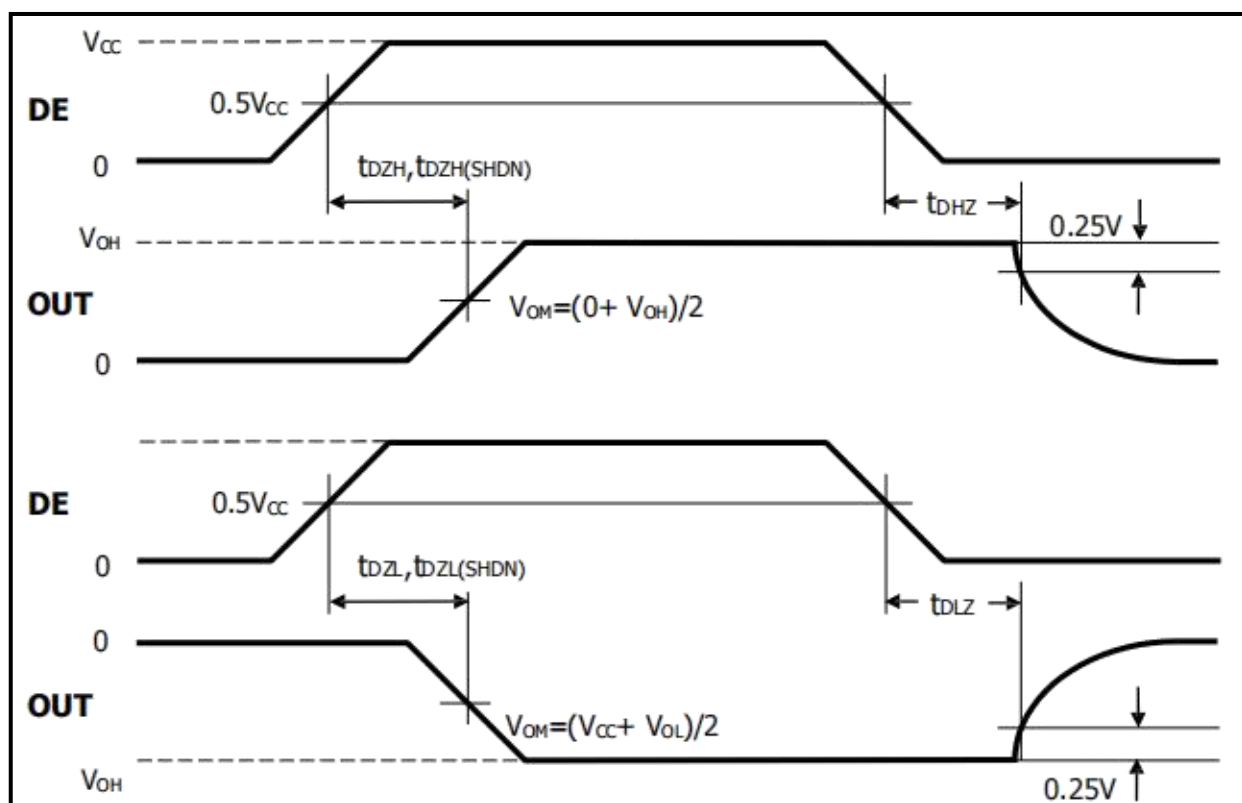 VCC
0.5VCC
DE
0
tDZH,tDZH(SHDN)
tDHZ
VOH
0.25V
OUT
VOM=(0+ VOH)/2
0
DE
0.5VCC
0
tDZL,tDZL(SHDN)
tDLZ
0
OUT
VOM=(VCC+ VOL)/2
VOH
0.25V